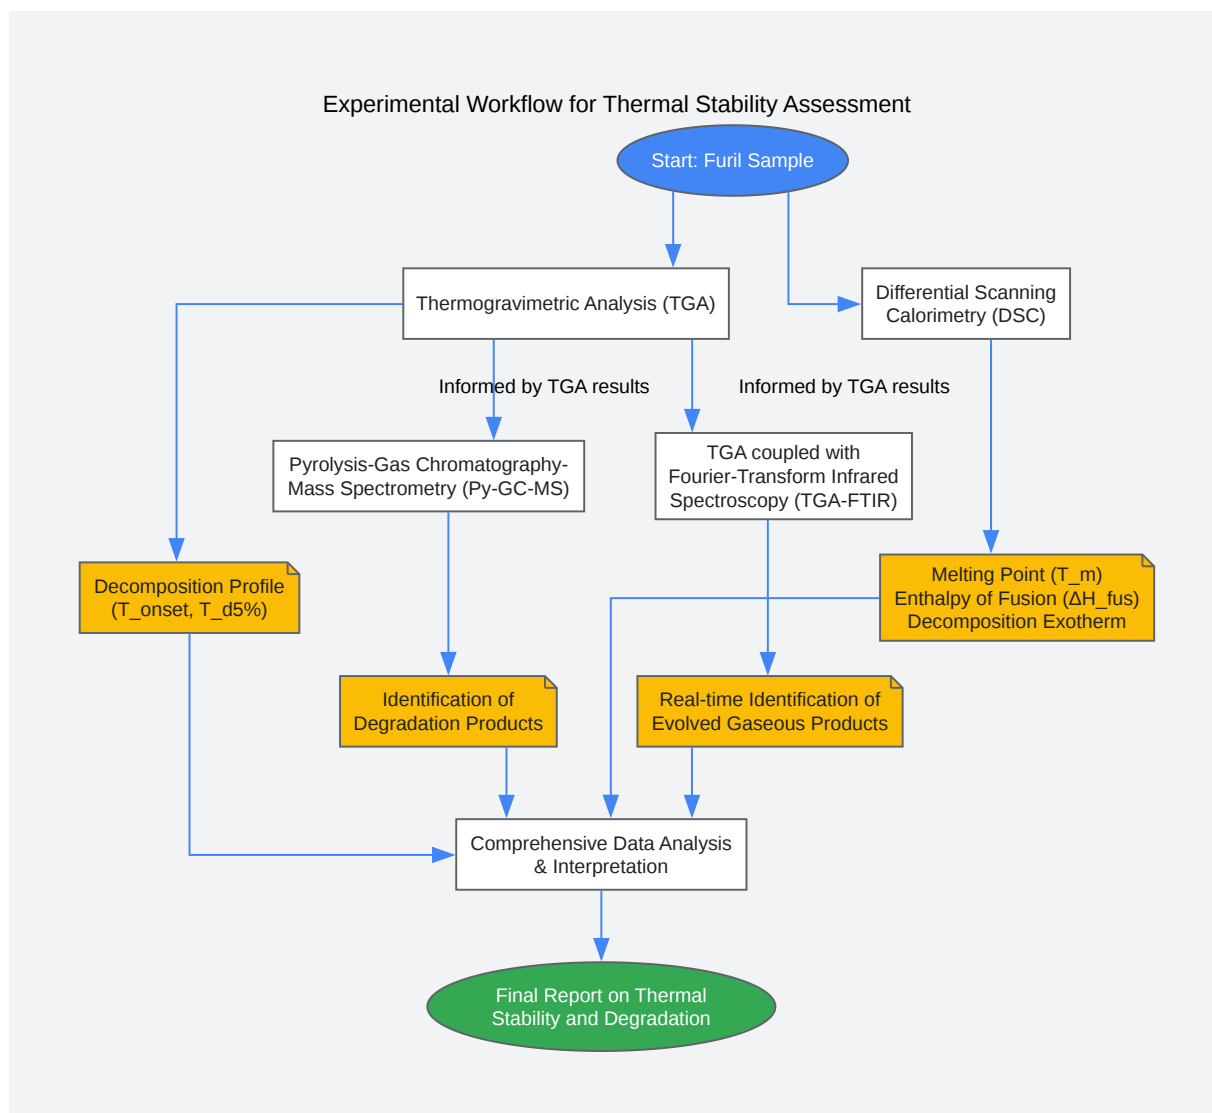 Experimental Workflow for Thermal Stability Assessment
Start: Furil Sample
Thermogravimetric Analysis (TGA)
Differential Scanning
Calorimetry (DSC)
Informed by TGA results
Informed by TGA results
Pyrolysis-Gas Chromatography-
Mass Spectrometry (Py-GC-MS)
TGA coupled with
Fourier-Transform Infrared
Spectroscopy (TGA-FTIR)
Decomposition Profile
(T_onset, T_d5%)
Melting Point (T_m)
Enthalpy of Fusion (ΔH_fus)
Decomposition Exotherm
Identification of
Degradation Products
Real-time Identification of
Evolved Gaseous Products
Comprehensive Data Analysis
& Interpretation
Final Report on Thermal
Stability and Degradation